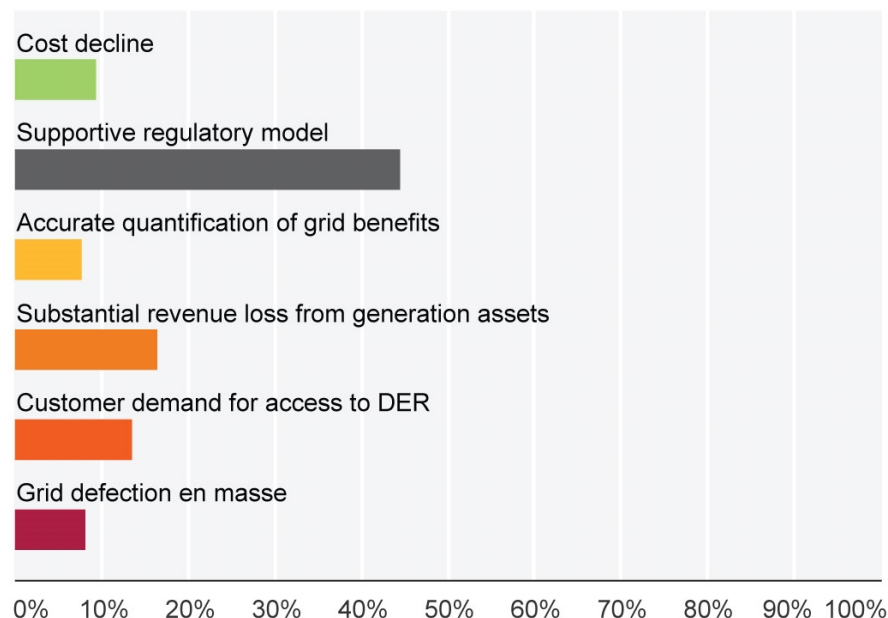 Cost decline
Supportive regulatory model
Accurate quantification of grid benefits
Substantial revenue loss from generation assets
Customer demand for access to DER
Grid defection en masse
0% 10% 20% 30% 40% 50% 60% 70% 80% 90% 100%